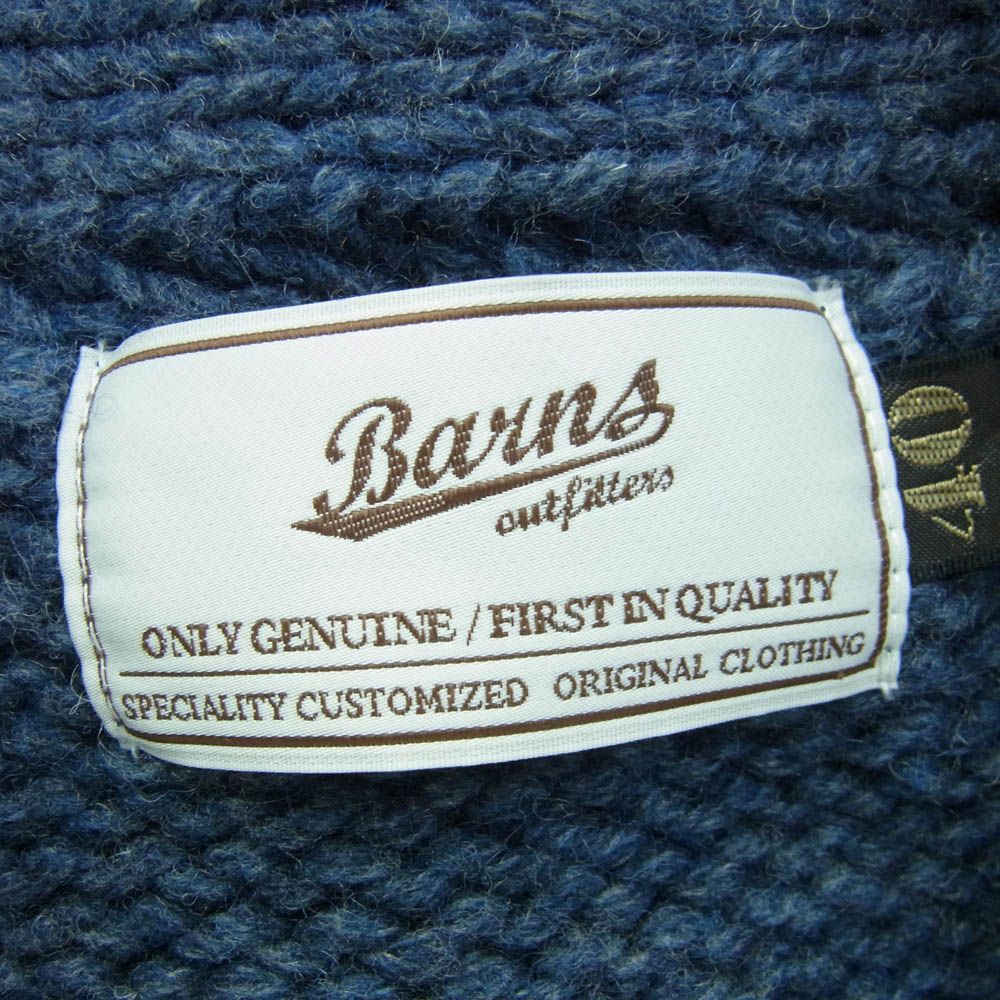 Barns
outfitters
ONLY GENUINE / FIRST IN QUALITY
SPECIALITY CUSTOMIZED ORIGINAL CLOTHING
40